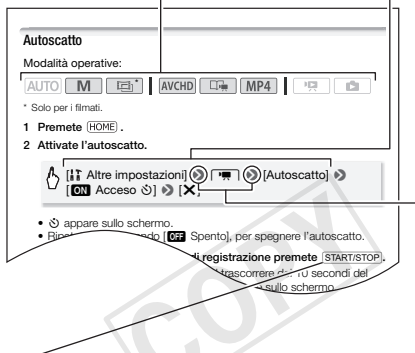 Autoscatto
Modalità operative:
AUTO M * AVCHD MP4
* Solo per i filmati.
1 Premete HOME.
2 Attivate l'autoscatto.
[Altre impostazioni] [Autoscatto]
[ON Acceso] [X]
• appare sullo schermo.
• [OFF Spento], per spegnere l'autoscatto.
di registrazione premete START/STOP.
trascorrere dei 10 secondi del
sullo schermo.
COPY